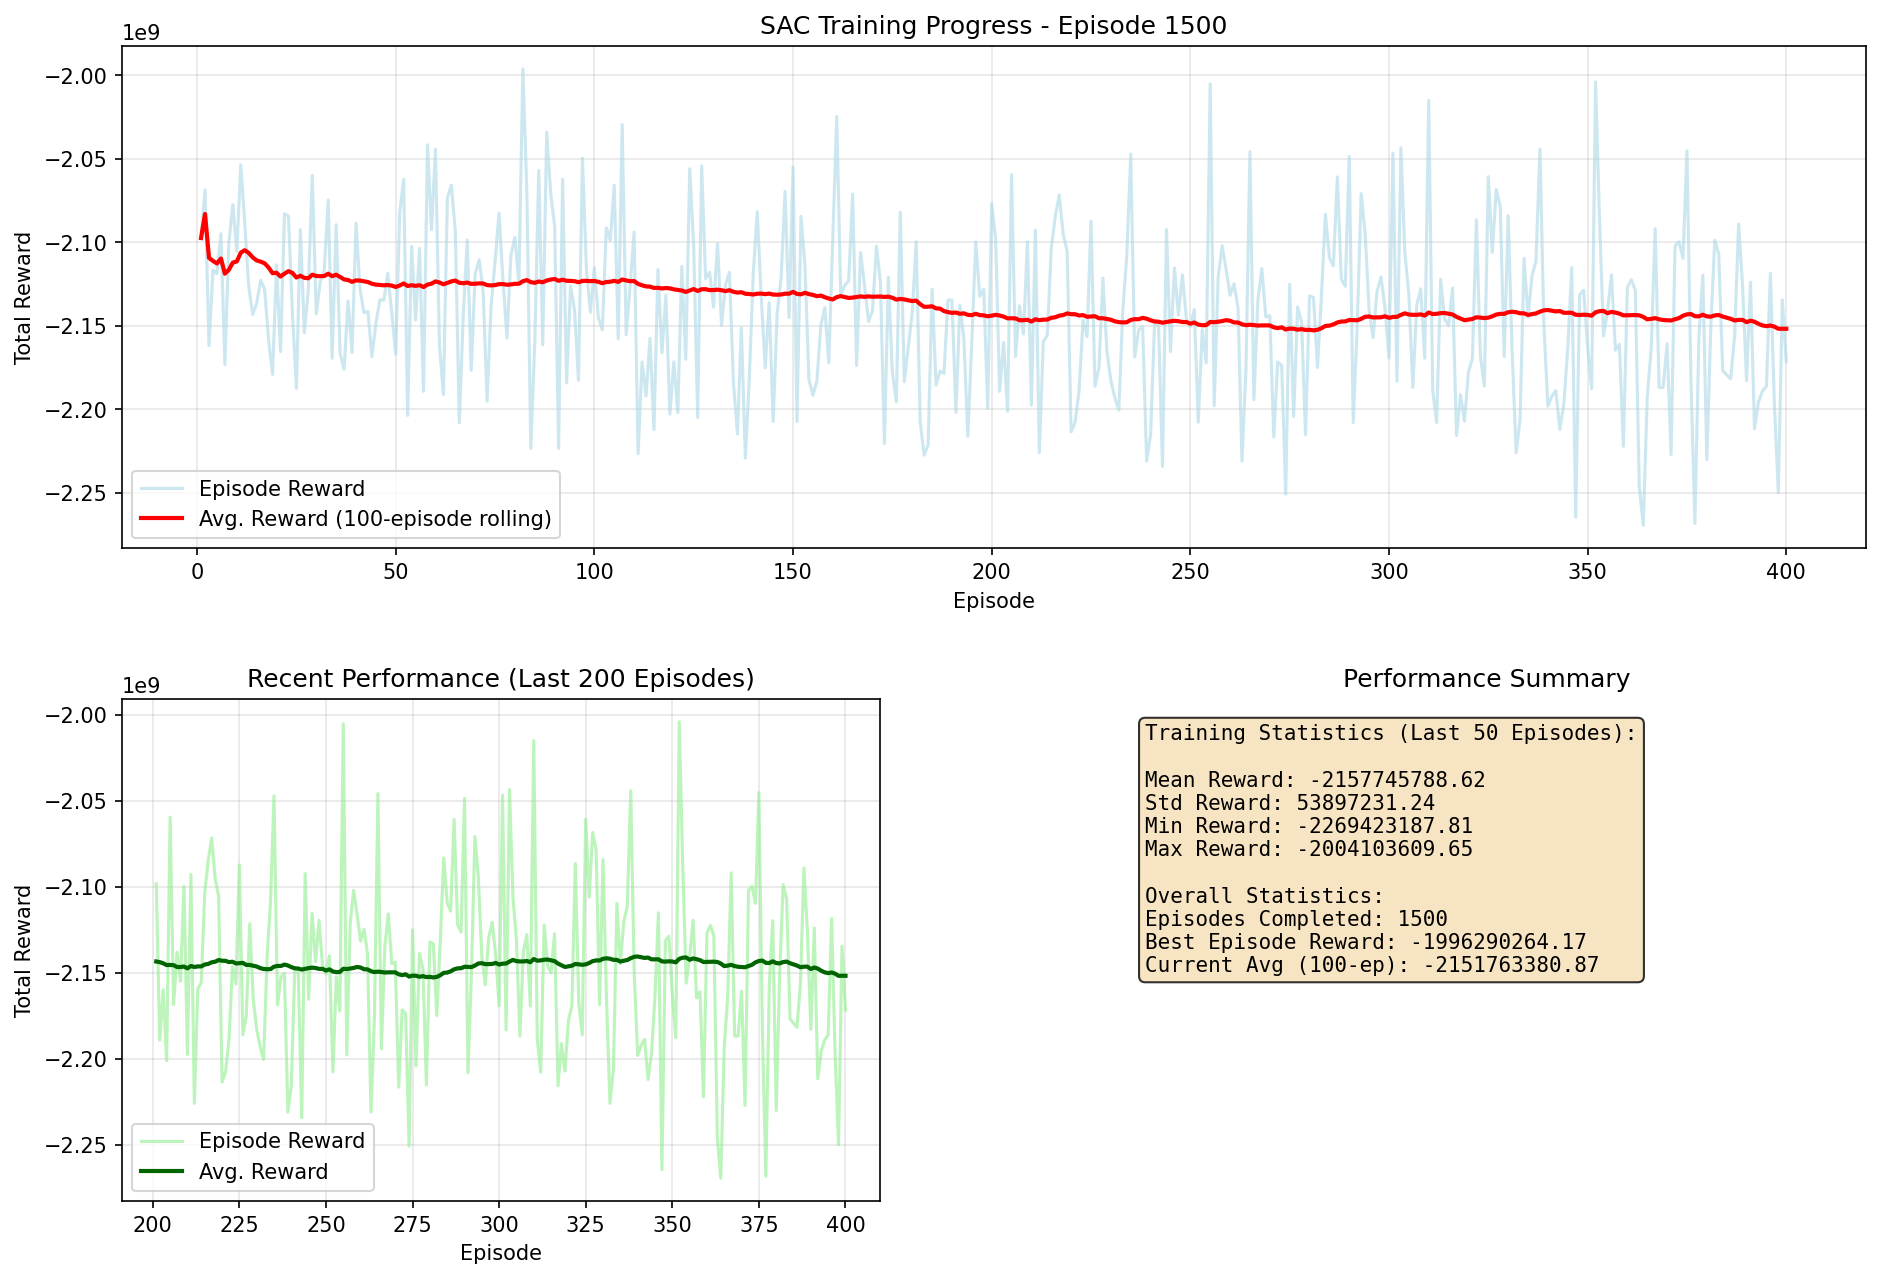 SAC Training Progress - Episode 1500
1e9
−2.00
−2.05
−2.10
−2.15
−2.20
−2.25
Total Reward
Episode Reward
Avg. Reward (100-episode rolling)
0 50 100 150 200 250 300 350 400
Episode
Recent Performance (Last 200 Episodes)
1e9
−2.00
−2.05
−2.10
−2.15
−2.20
−2.25
Total Reward
Episode Reward
Avg. Reward
200 225 250 275 300 325 350 375 400
Episode
Performance Summary
Training Statistics (Last 50 Episodes):
Mean Reward: -2157745788.62
Std Reward: 53897231.24
Min Reward: -2269423187.81
Max Reward: -2004103609.65
Overall Statistics:
Episodes Completed: 1500
Best Episode Reward: -1996290264.17
Current Avg (100-ep): -2151763380.87